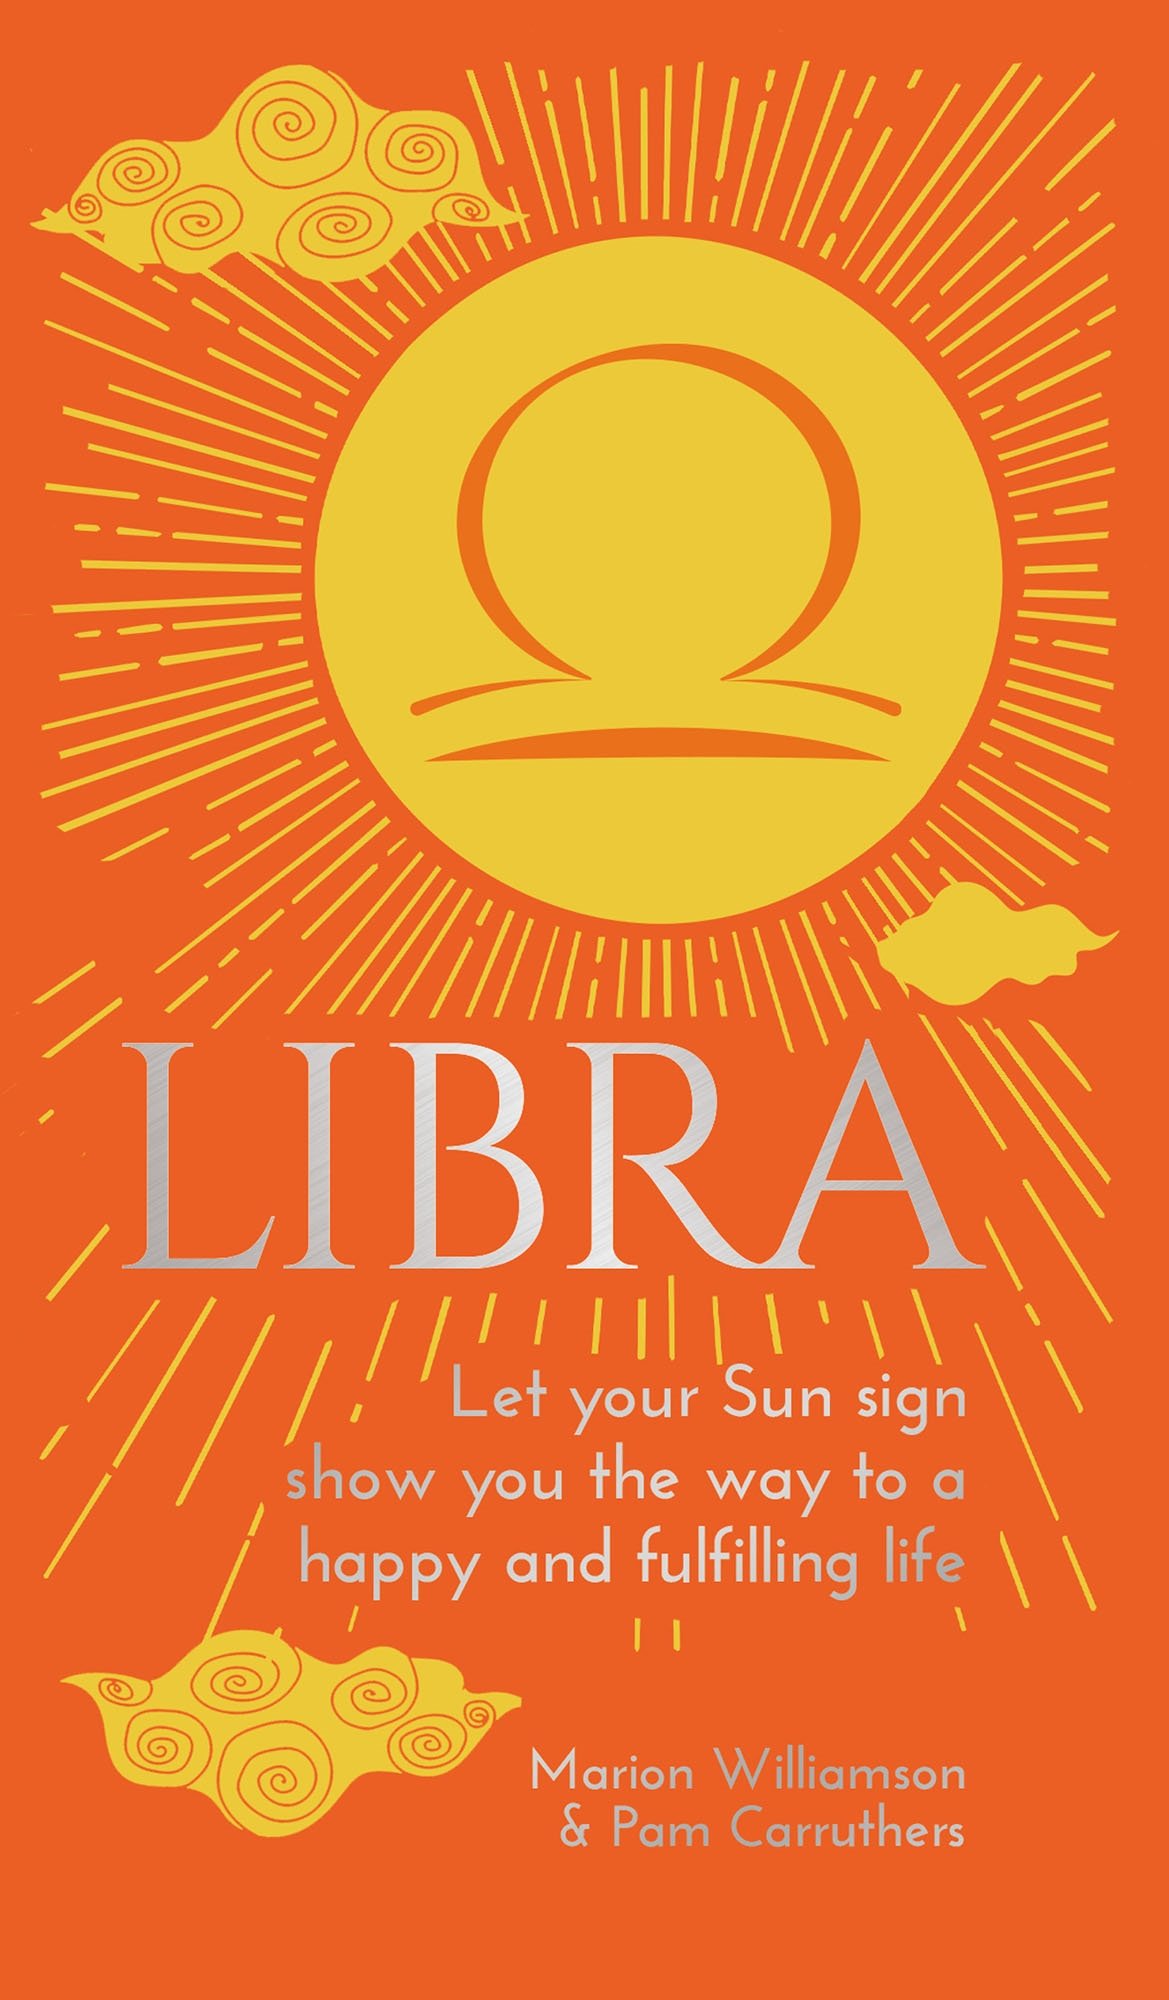 LIBRA
Let your Sun sign
show you the way to a
happy and fulfilling life
Marion Williamson
& Pam Carruthers